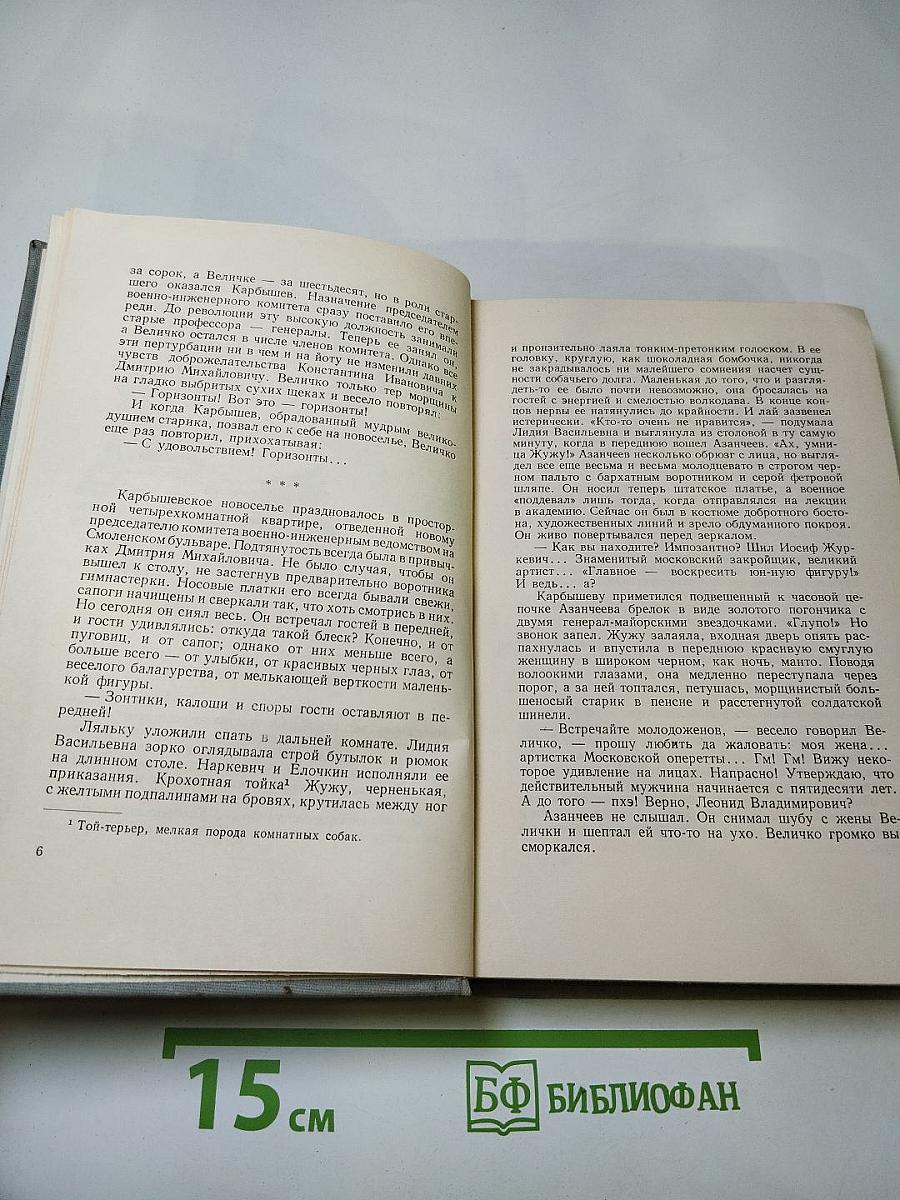 за сорок, а Величке — за шестьдесят, но в роли стар-
шего оказался Карбышев. Назначение председателем
военно-инженерного комитета сразу поставило его впе-
реди. До революции эту высокую должность занимали
старые профессора — генералы. Теперь ее занял он,
а Величко остался в числе членов комитета. Однако все
эти пертурбации ни в чем и на йоту не изменили давних
чувств доброжелательства Константина Ивановича к
Дмитрию Михайловичу. Величко только тер морщины
на гладко выбритых сухих щеках и весело повторял:
— Горизонты! Вот это — горизонты!
И когда Карбышев, обрадованный мудрым велико-
душием старика, позвал его к себе на новоселье, Величко
еще раз повторил, прихохатывая:
— С удовольствием! Горизонты...
* * *
Карбышевское новоселье праздновалось в простор-
ной четырехкомнатной квартире, отведенной новому
председателю комитета военно-инженерным ведомством на
Смоленском бульваре. Подтянутость всегда была в привыч-
ках Дмитрия Михайловича. Не было случая, чтобы он
вышел к столу, не застегнув предварительно воротника
гимнастерки. Носовые платки его всегда бывали свежи,
сапоги начищены и сверкали так, что хоть смотрись в них.
Но сегодня он сиял весь. Он встречал гостей в передней,
и гости удивлялись: откуда такой блеск? Конечно, и от
пуговиц, и от сапог; однако от них меньше всего, а
больше всего — от улыбки, от красивых черных глаз, от
веселого балагурства, от мелькающей верткости малень-
кой фигуры.
— Зонтики, калоши и споры гости оставляют в пе-
редней!
Ляльку уложили спать в дальней комнате. Лидия
Васильевна зорко оглядывала строй бутылок и рюмок
на длинном столе. Наркевич и Елочкин исполняли ее
приказания. Крохотная тойка¹ Жужу, черненькая,
с желтыми подпалинами на бровях, крутилась между ног
¹ Той-терьер, мелкая порода комнатных собак.
6
и пронзительно лаяла тонким-претонким голоском. В ее
головку, круглую, как шоколадная бомбочка, никогда
не закрадывалось ни малейшего сомнения насчет сущ-
ности собачьего долга. Маленькая до того, что и разгля-
деть-то ее было почти невозможно, она бросалась на
гостей с энергией и смелостью волкодава. В конце кон-
цов нервы ее натянулись до крайности. И лай зазвенел
истерически. «Кто-то очень не нравится», — подумала
Лидия Васильевна и выглянула из столовой в ту самую
минуту, когда в переднюю вошел Азанчеев. «Ах, умни-
ца Жужу!» Азанчеев несколько обрюзг с лица, но выгля-
дел все еще весьма и весьма молодцевато в строгом чер-
ном пальто с бархатным воротником и серой фетровой
шляпе. Он носил теперь штатское платье, а военное
«поддевал» лишь тогда, когда отправлялся на лекции
в академию. Сейчас он был в костюме добротного босто-
на, художественных линий и зрело обдуманного покроя.
Он живо повертывался перед зеркалом.
— Как вы находите? Импозантно? Шил Иосиф Жур-
кевич... Знаменитый московский закройщик, великий
артист... «Главное — воскресить юн-ную фигуру!»
И ведь... а?
Карбышеву приметился подвешенный к часовой це-
почке Азанчеева брелок в виде золотого погончика с
двумя генерал-майорскими звездочками. «Глупо!» Но
звонок запел. Жужу залаяла, входная дверь опять рас-
пахнулась и впустила в переднюю красивую смуглую
женщину в широком черном, как ночь, манто. Поводя
волоокими глазами, она медленно переступала через
порог, а за ней топтался, петушась, морщинистый боль-
шеносый старик в пенсне и расстегнутой солдатской
шинели.
— Встречайте молодоженов, — весело говорил Ве-
личко, — прошу любить да жаловать: моя жена...
артистка Московской оперетты... Гм! Гм! Вижу неко-
торое удивление на лицах. Напрасно! Утверждаю, что
действительный мужчина начинается с пятидесяти лет.
А до того — пхэ! Верно, Леонид Владимирович?
Азанчеев не слышал. Он снимал шубу с жены Ве-
лички и шептал ей что-то на ухо. Величко громко вы
сморкался.
15 см
БФ БИБЛИОФАН